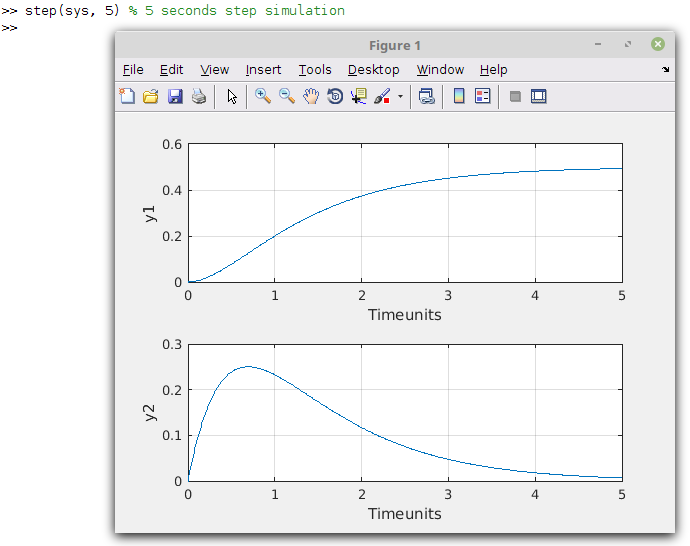 >> step(sys, 5) % 5 seconds step simulation
>>
Figure 1
File Edit View Insert Tools Desktop Window Help
0.6
0.4
0.2
0
y1
0 1 2 3 4 5
Timeunits
0.3
0.2
0.1
0
y2
0 1 2 3 4 5
Timeunits